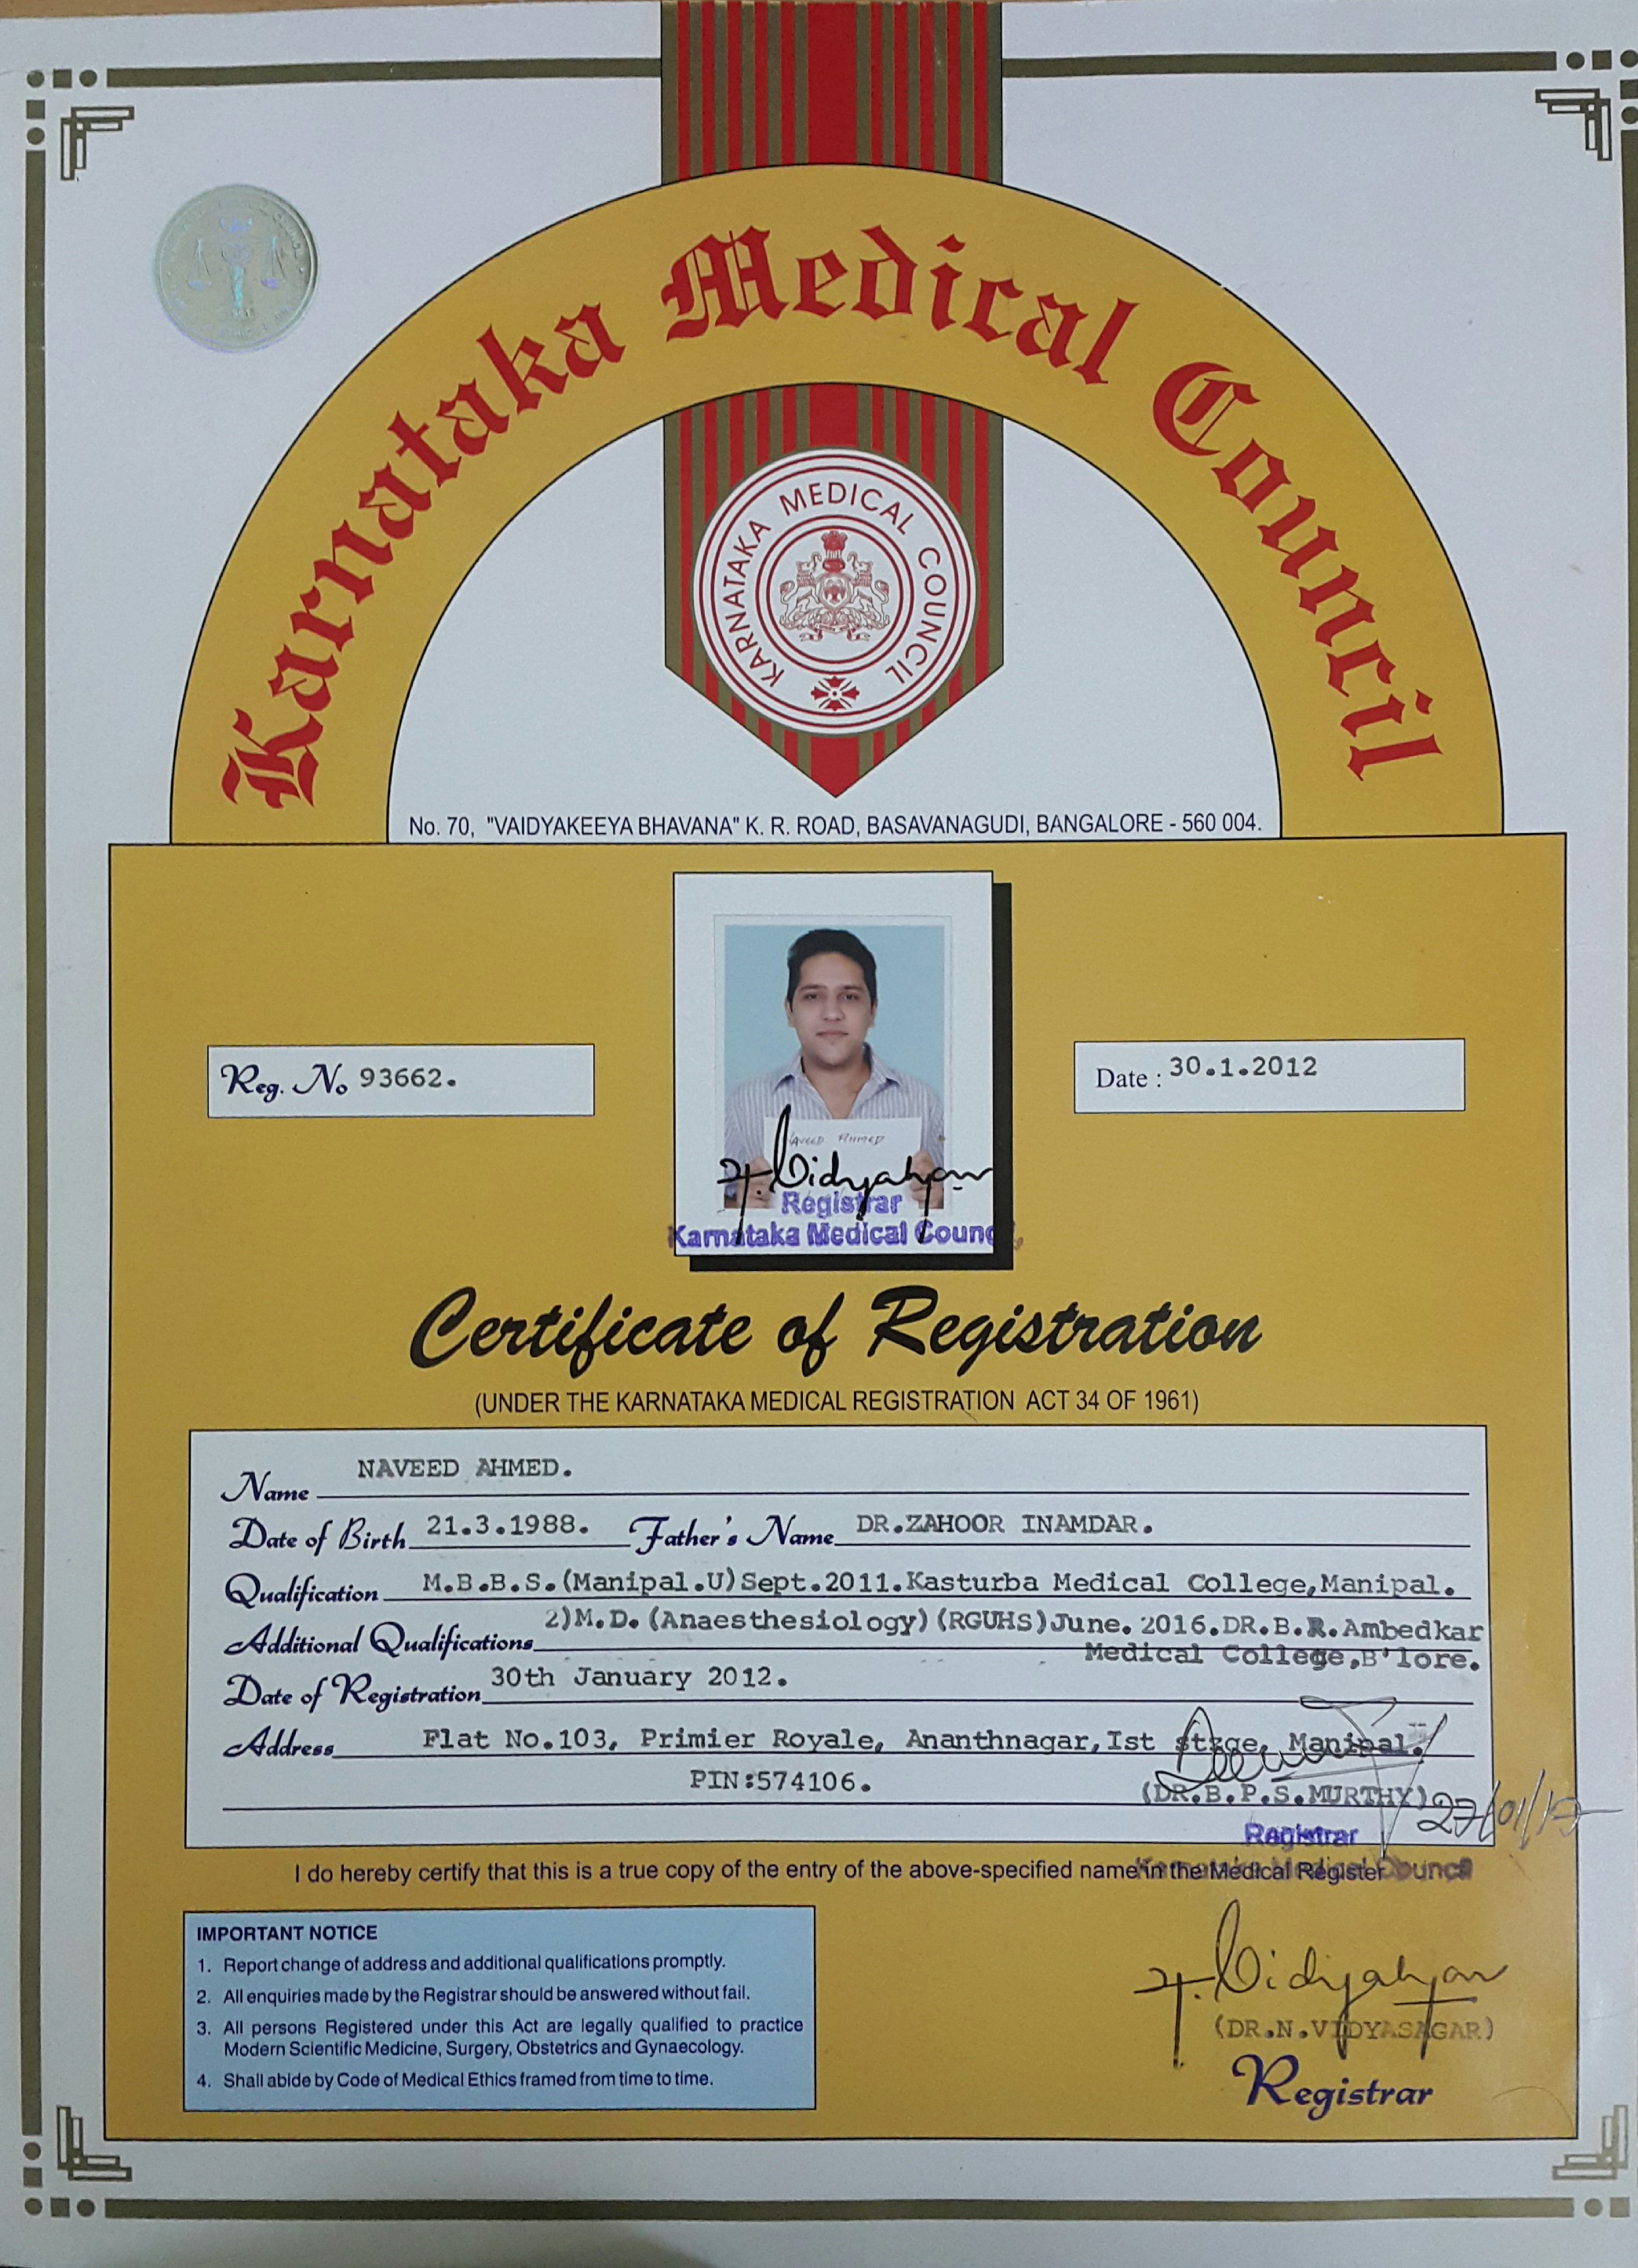 Karnataka Medical Council
KARNATAKA MEDICAL COUNCIL
No. 70, "VAIDYAKEEYA BHAVANA" K. R. ROAD, BASAVANAGUDI, BANGALORE - 560 004.
Reg. No 93662.
Date : 30.1.2012
NAVEED AHMED
Registrar
Karnataka Medical Counc
Certificate of Registration
(UNDER THE KARNATAKA MEDICAL REGISTRATION ACT 34 OF 1961)
Name NAVEED AHMED.
Date of Birth 21.3.1988. Father's Name DR.ZAHOOR INAMDAR.
Qualification M.B.B.S.(Manipal.U)Sept.2011.Kasturba Medical College,Manipal.
Additional Qualifications 2)M.D.(Anaesthesiology)(RGUHS)June.2016.DR.B.R.Ambedkar
Medical College,B'lore.
Date of Registration 30th January 2012.
Address Flat No.103, Primier Royale, Ananthnagar,Ist stzge, Manipal.
PIN:574106.
(DR.B.P.S.MURTHY)
Registrar
Karnataka Medical Council
I do hereby certify that this is a true copy of the entry of the above-specified name in the Medical Register
IMPORTANT NOTICE
1. Report change of address and additional qualifications promptly.
2. All enquiries made by the Registrar should be answered without fail.
3. All persons Registered under this Act are legally qualified to practice
Modern Scientific Medicine, Surgery, Obstetrics and Gynaecology.
4. Shall abide by Code of Medical Ethics framed from time to time.
(DR.N.VIDYASAGAR)
Registrar